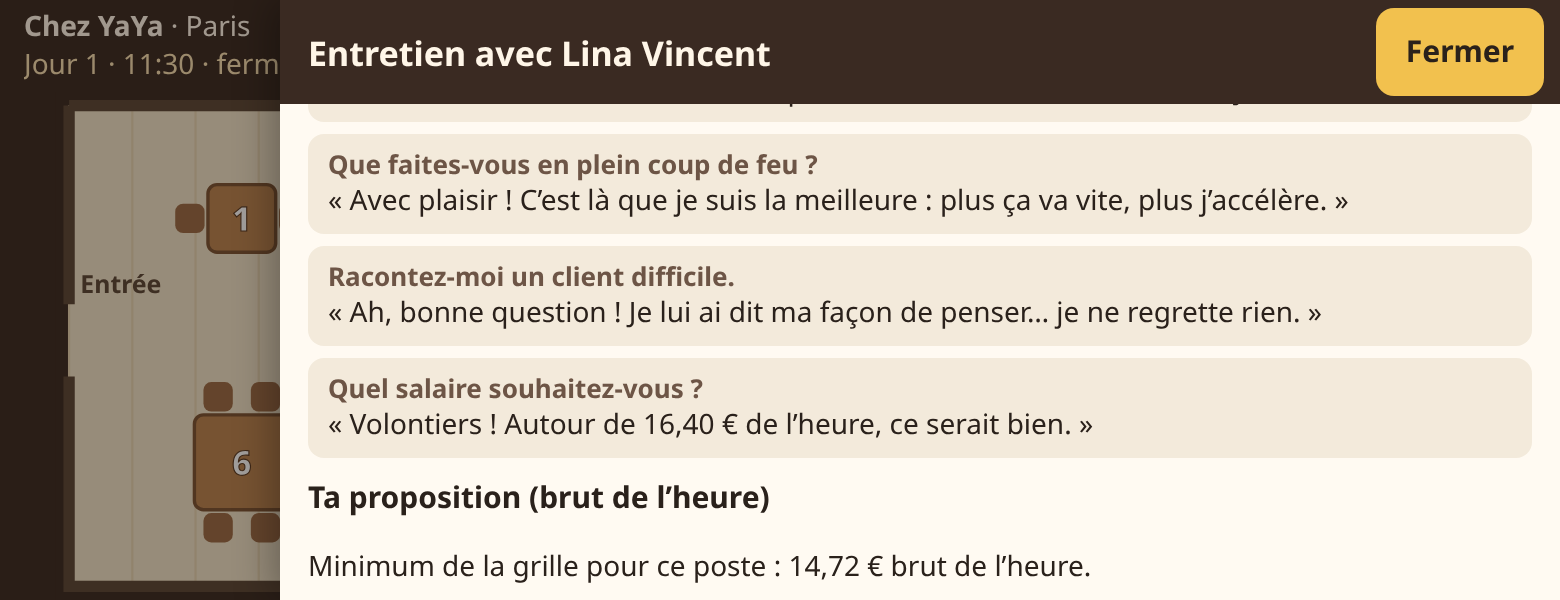 Chez YaYa · Paris
Jour 1 · 11:30 · ferm
Entretien avec Lina Vincent
Fermer
Que faites-vous en plein coup de feu ?
« Avec plaisir ! C’est là que je suis la meilleure : plus ça va vite, plus j’accélère. »
Racontez-moi un client difficile.
« Ah, bonne question ! Je lui ai dit ma façon de penser… je ne regrette rien. »
Quel salaire souhaitez-vous ?
« Volontiers ! Autour de 16,40 € de l’heure, ce serait bien. »
Ta proposition (brut de l’heure)
Minimum de la grille pour ce poste : 14,72 € brut de l’heure.
1
Entrée
6